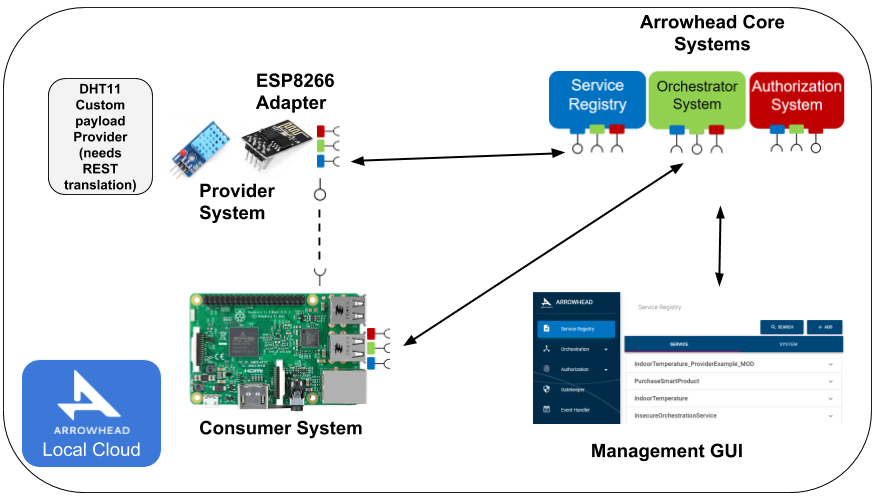 Arrowhead Core
Systems
DHT11
Custom
payload
Provider
(needs
REST
translation)
ESP8266
Adapter
Provider
System
Service
Registry
Orchestrator
System
Authorization
System
ARROWHEAD
Service Registry
Orchestration
Authorization
Gatekeeper
Event Handler
Service Registry
SEARCH
+ ADD
SERVICE
SYSTEM
IndoorTemperature_ProviderExample_MOD
PurchaseSmartProduct
IndoorTemperature
InsecureOrchestrationService
HDMI
Consumer System
Management GUI
ARROWHEAD
Local Cloud